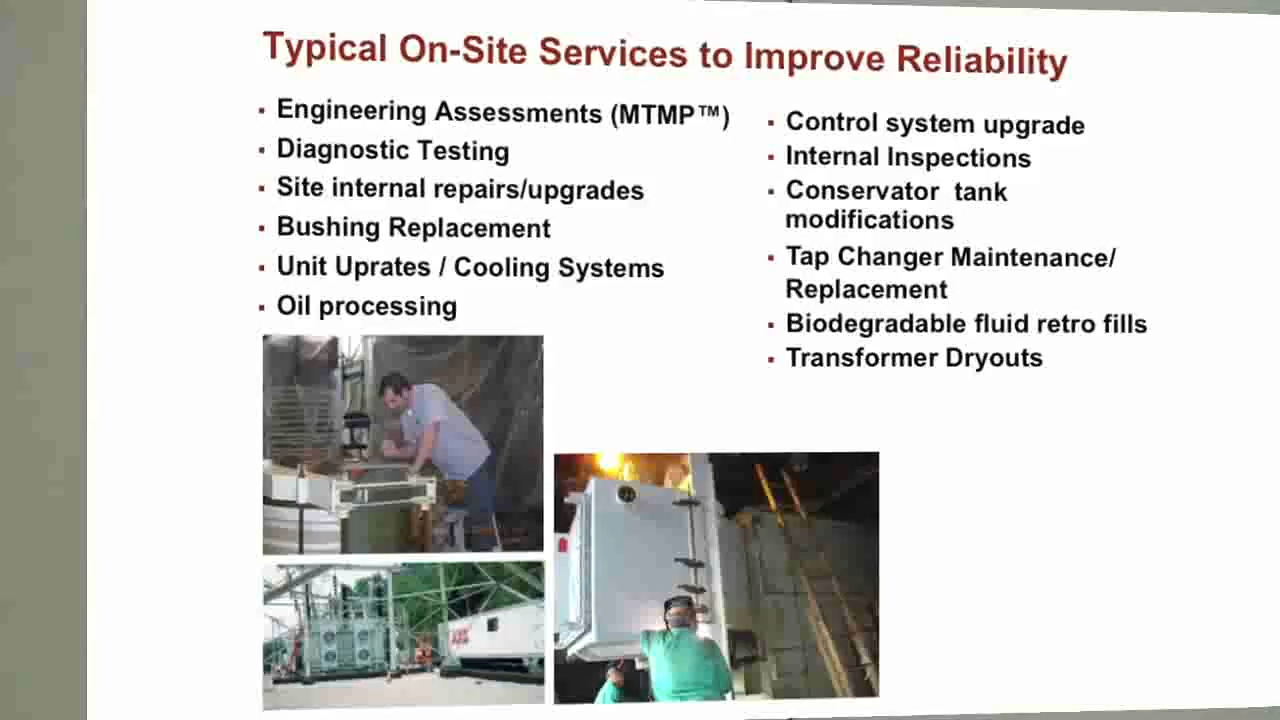 Typical On-Site Services to Improve Reliability
▪ Engineering Assessments (MTMP™)
▪ Diagnostic Testing
▪ Site internal repairs/upgrades
▪ Bushing Replacement
▪ Unit Uprates / Cooling Systems
▪ Oil processing
▪ Control system upgrade
▪ Internal Inspections
▪ Conservator tank
modifications
▪ Tap Changer Maintenance/
Replacement
▪ Biodegradable fluid retro fills
▪ Transformer Dryouts
ABB